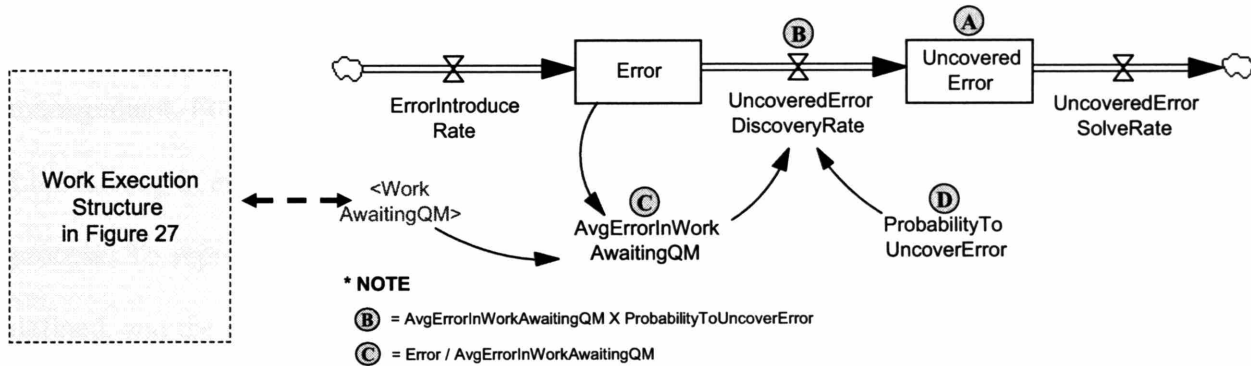 A
B
Error
Uncovered
Error
ErrorIntroduce
Rate
UncoveredError
DiscoveryRate
UncoveredError
SolveRate
Work Execution
Structure
in Figure 27
<Work
AwaitingQM>
C
AvgErrorInWork
AwaitingQM
D
ProbabilityTo
UncoverError
* NOTE
B = AvgErrorInWorkAwaitingQM X ProbabilityToUncoverError
C = Error / AvgErrorInWorkAwaitingQM